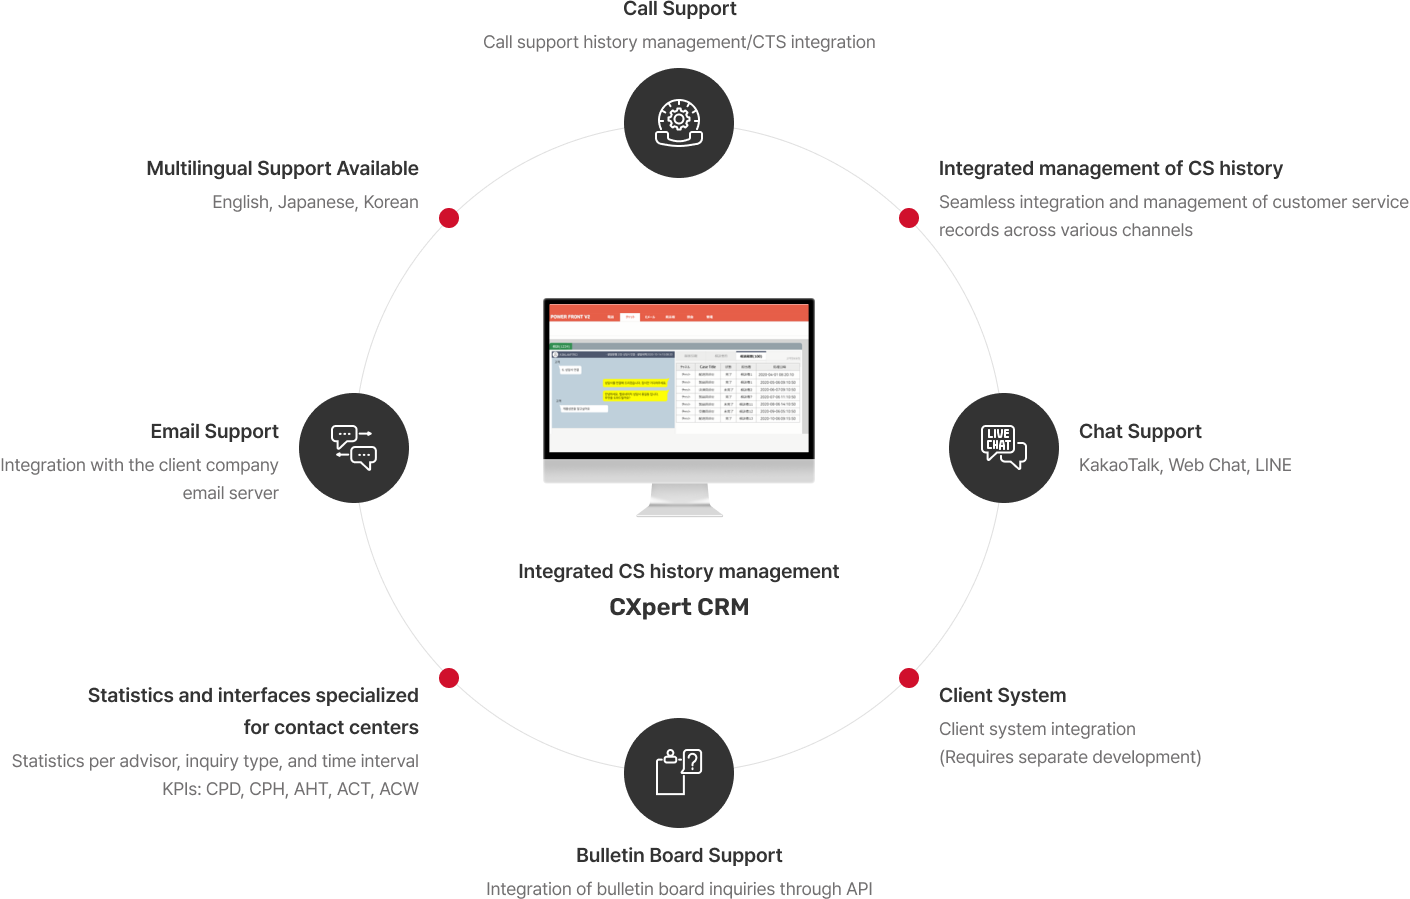 Call Support
Call support history management/CTS integration
Multilingual Support Available
English, Japanese, Korean
Integrated management of CS history
Seamless integration and management of customer service
records across various channels
POWER FRONT V2
Case Title
Email Support
Integration with the client company
email server
LIVE
CHAT
Chat Support
KakaoTalk, Web Chat, LINE
Integrated CS history management
CXpert CRM
Statistics and interfaces specialized
for contact centers
Statistics per advisor, inquiry type, and time interval
KPIs: CPD, CPH, AHT, ACT, ACW
Client System
Client system integration
(Requires separate development)
?
Bulletin Board Support
Integration of bulletin board inquiries through API